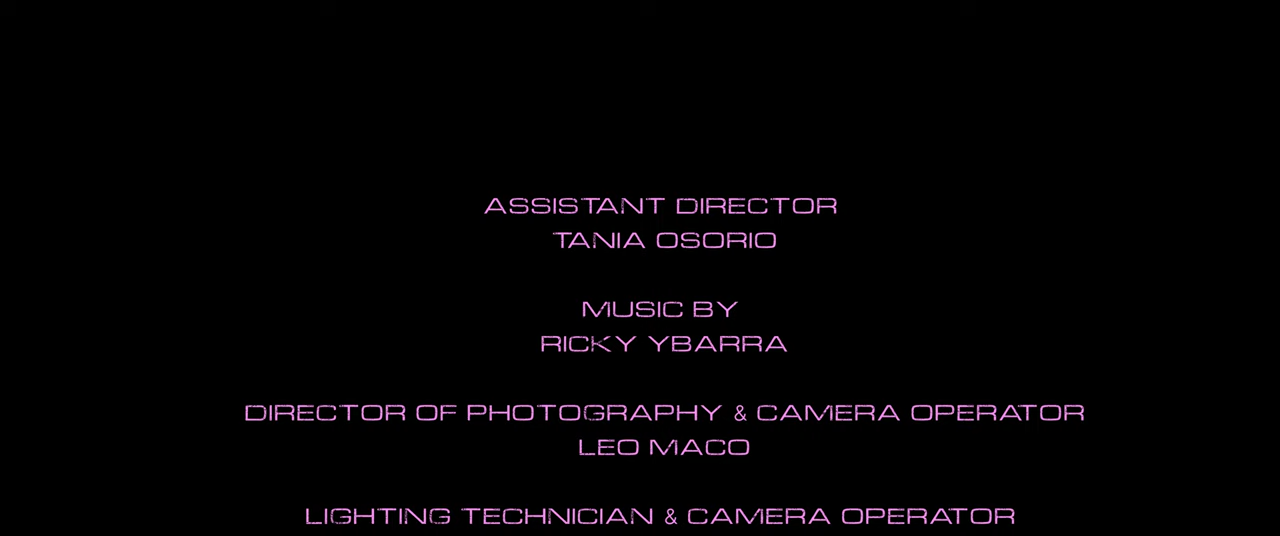 ASSISTANT DIRECTOR
TANIA OSORIO
MUSIC BY
RICKY YBARRA
DIRECTOR OF PHOTOGRAPHY & CAMERA OPERATOR
LEO MACO
LIGHTING TECHNICIAN & CAMERA OPERATOR